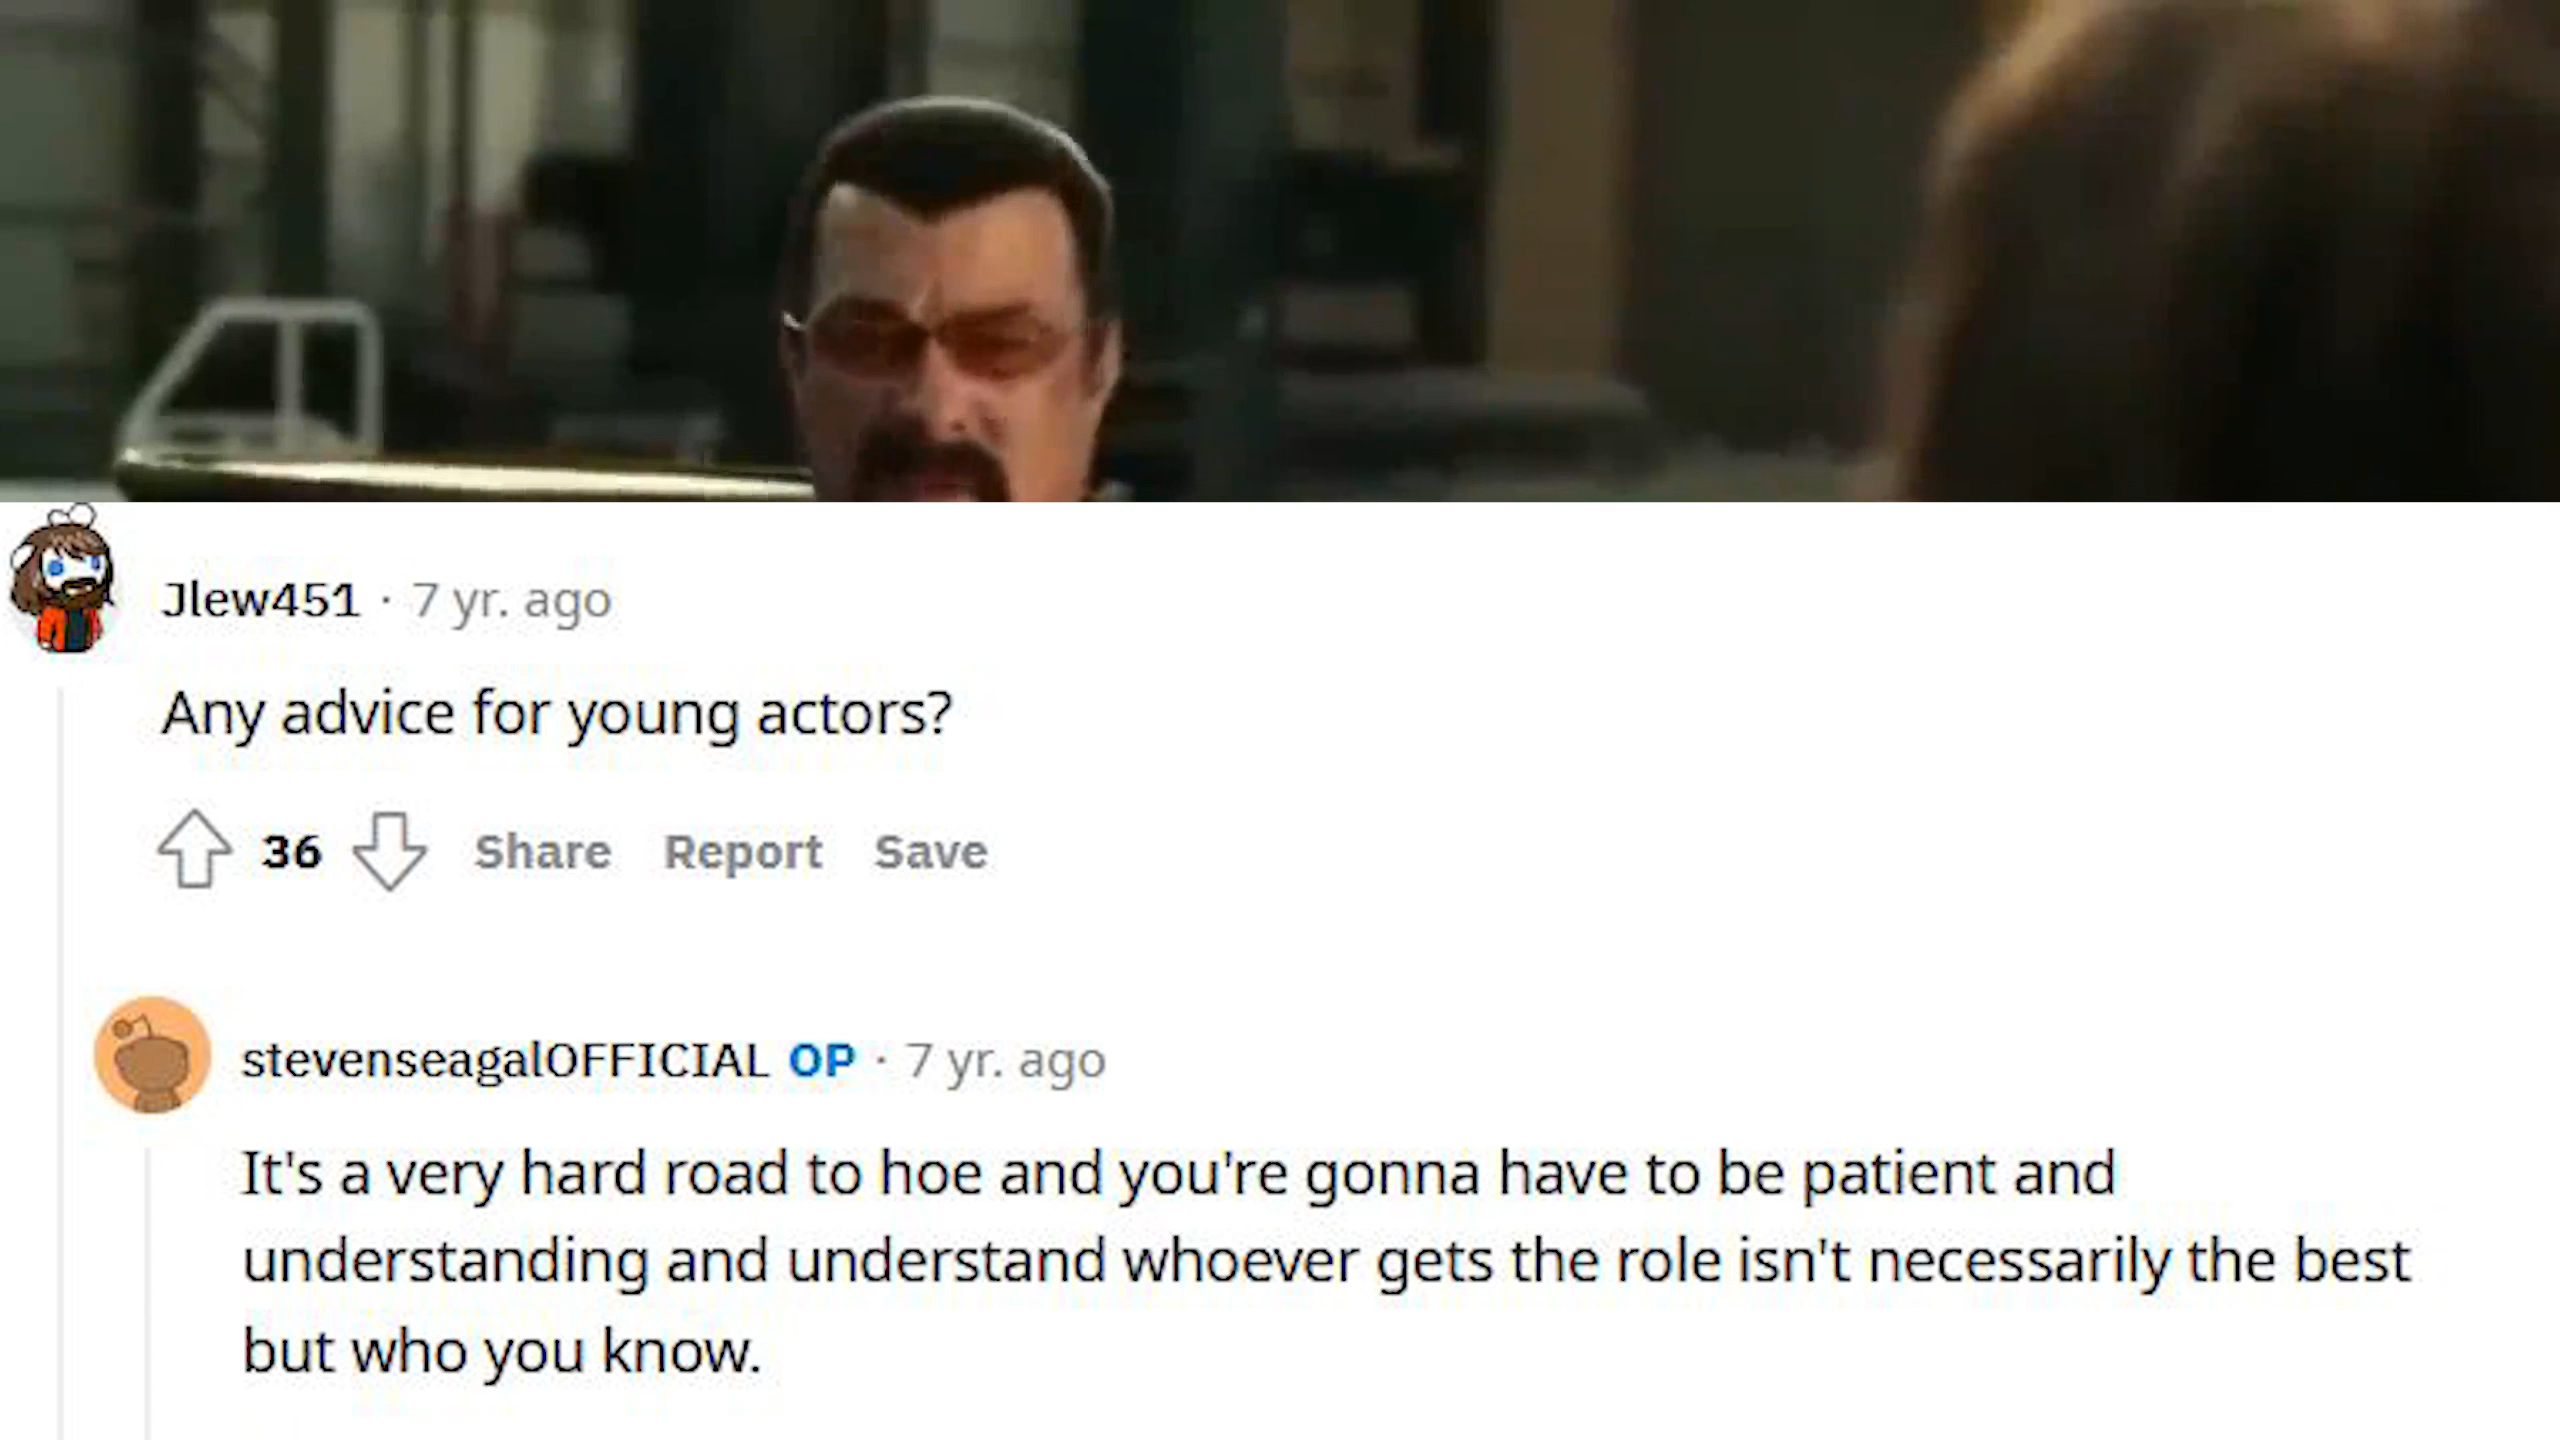 Jlew451 · 7 yr. ago
Any advice for young actors?
36 Share Report Save
stevenseagalOFFICIAL OP · 7 yr. ago
It's a very hard road to hoe and you're gonna have to be patient and
understanding and understand whoever gets the role isn't necessarily the best
but who you know.